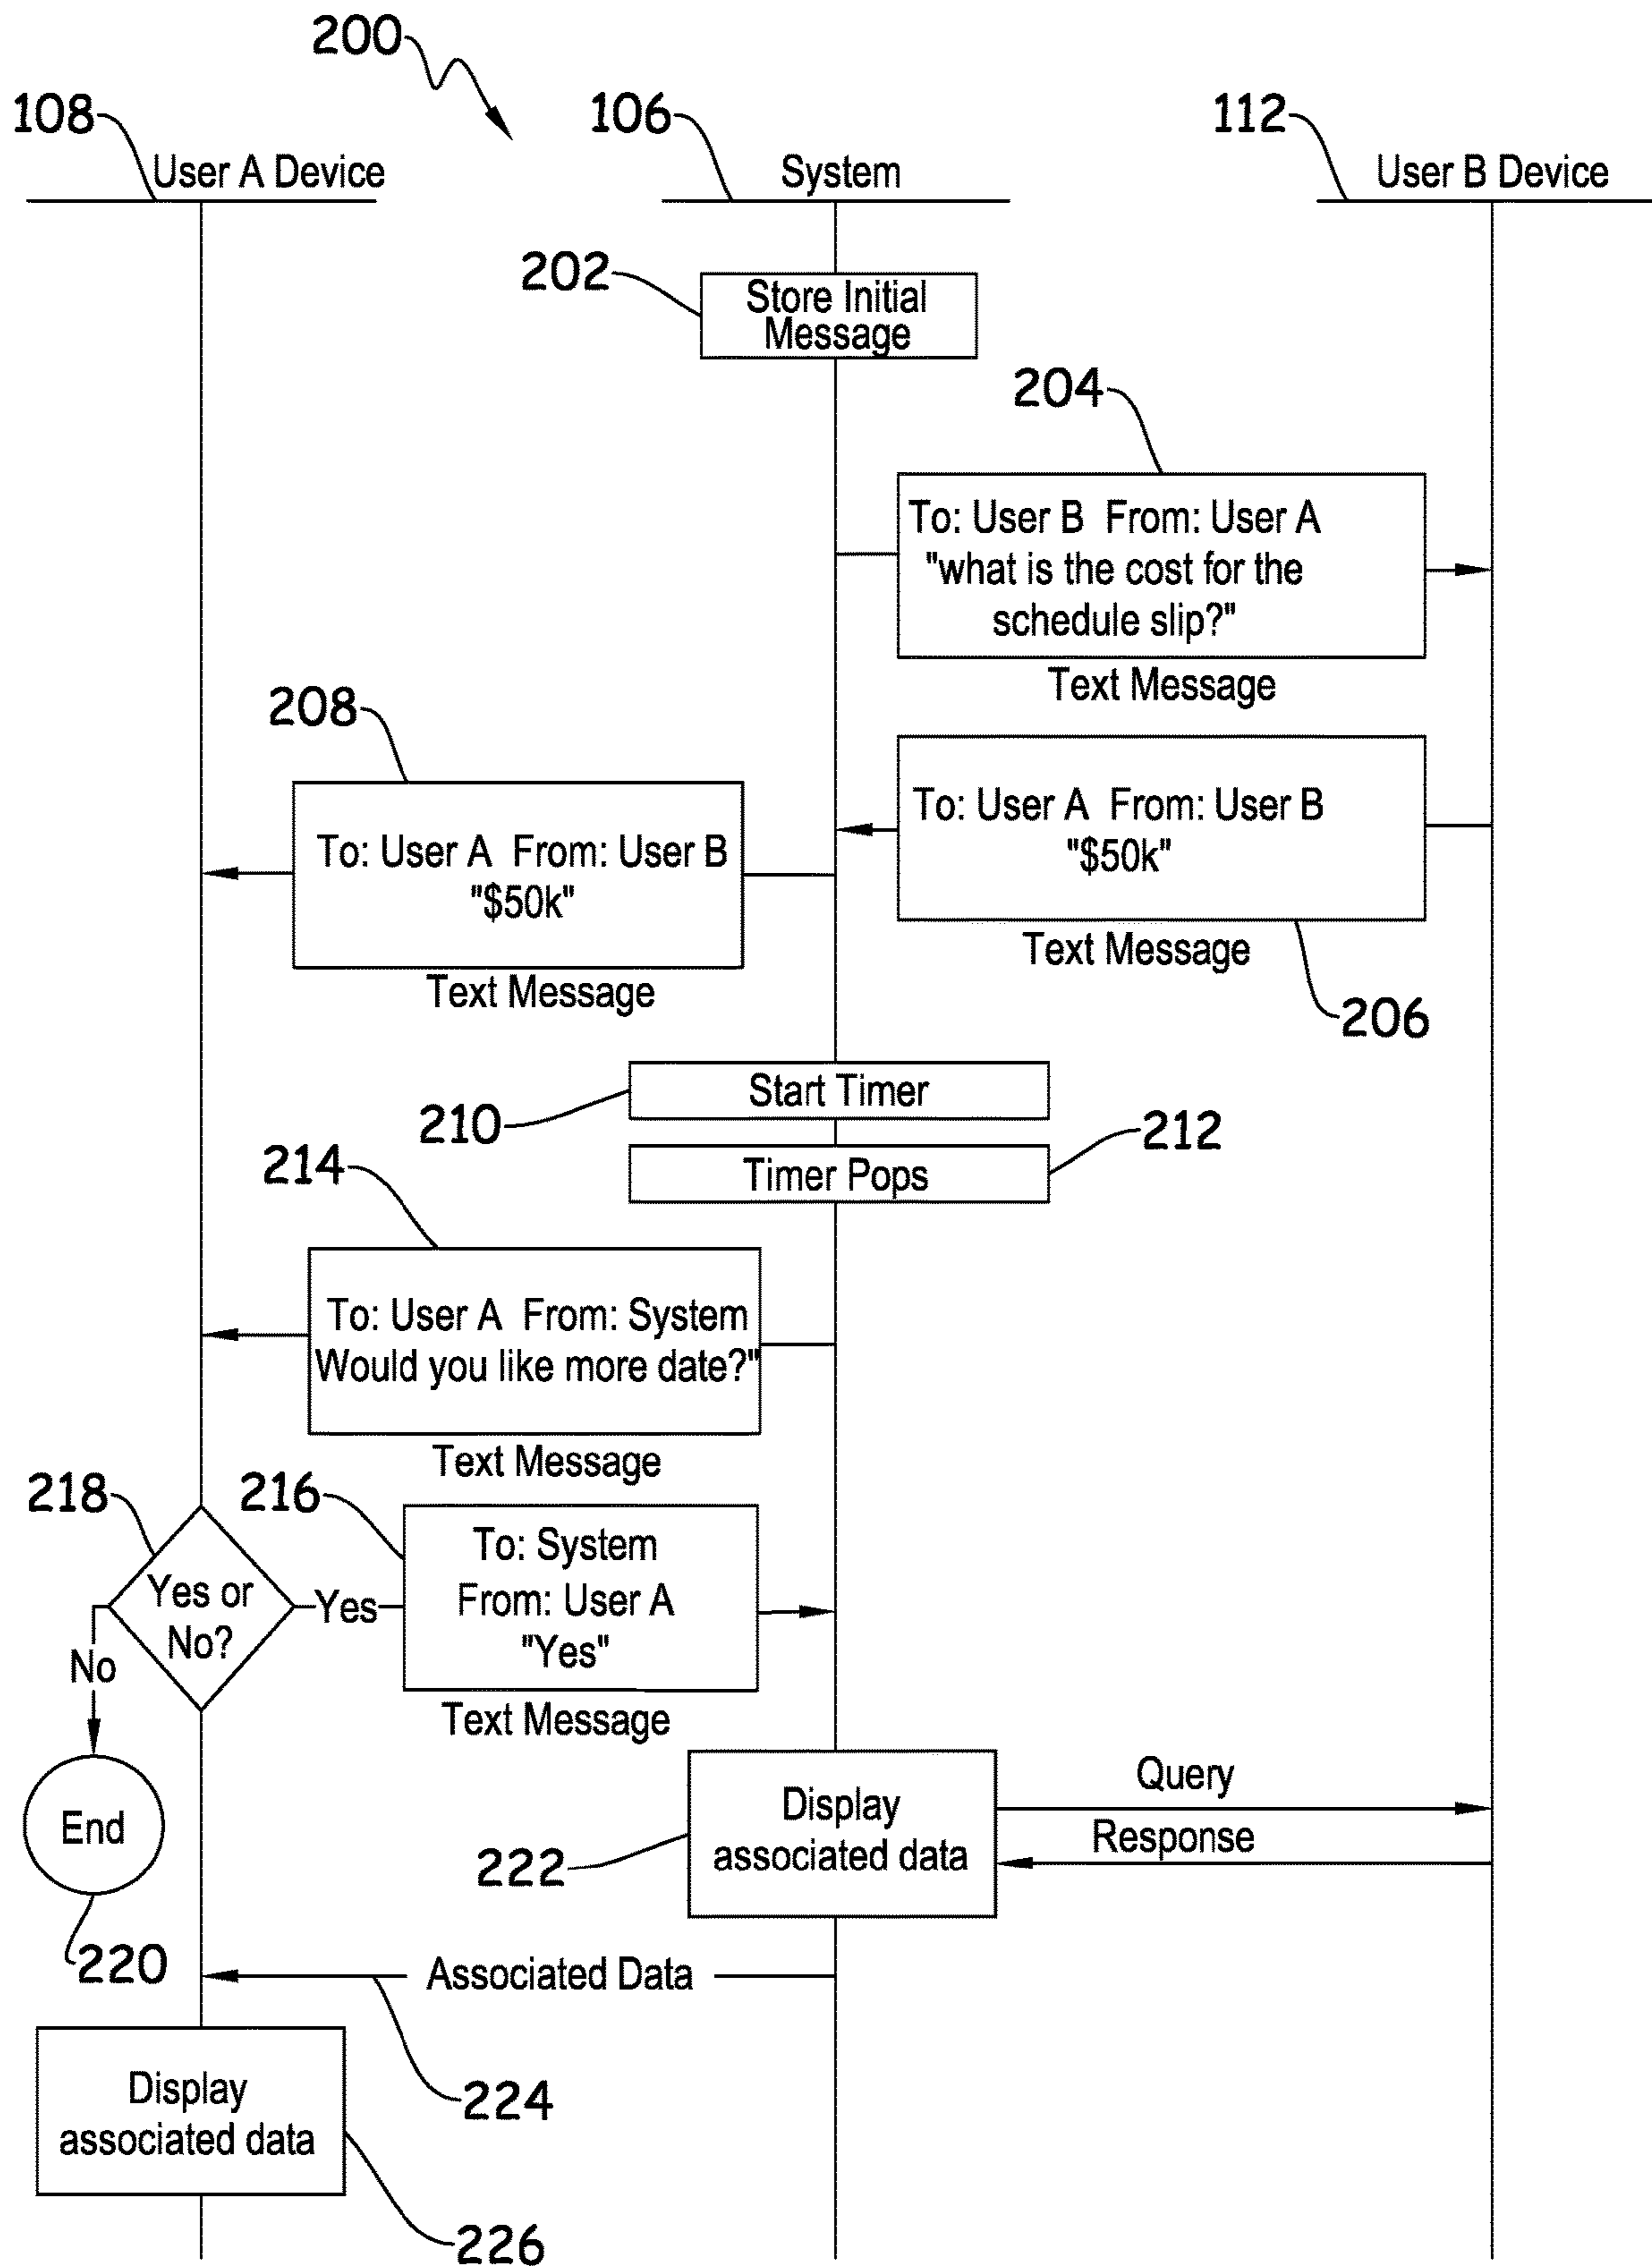 200
108
106
112
User A Device
System
User B Device
202
Store Initial
Message
204
To: User B From: User A
"what is the cost for the
schedule slip?"
Text Message
208
To: User A From: User B
"$50k"
Text Message
To: User A From: User B
"$50k"
Text Message
206
Start Timer
210
212
Timer Pops
214
To: User A From: System
Would you like more date?"
Text Message
218
216
Yes or
No?
Yes
No
To: System
From: User A
"Yes"
Text Message
End
220
Display
associated data
222
Query
Response
Associated Data
224
Display
associated data
226